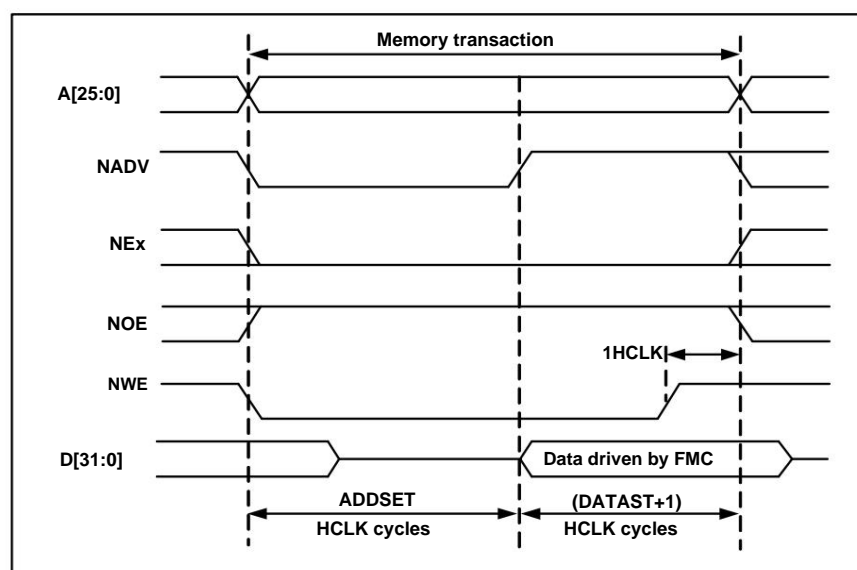 Memory transaction
A[25:0]
NADV
NEx
NOE
1HCLK
NWE
D[31:0]
Data driven by FMC
ADDSET
HCLK cycles
(DATAST+1)
HCLK cycles